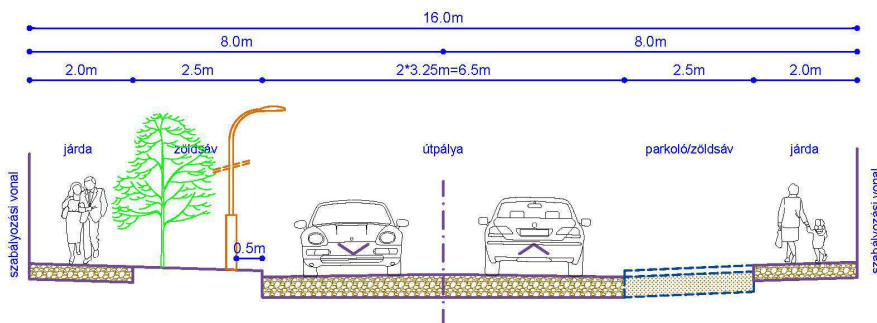 16.0m
8.0m 8.0m
2.0m 2.5m 2*3.25m=6.5m 2.5m 2.0m
járda zöldsáv útpálya parkoló/zöldsáv járda
szabályozási vonal
szabályozási vonal
0.5m